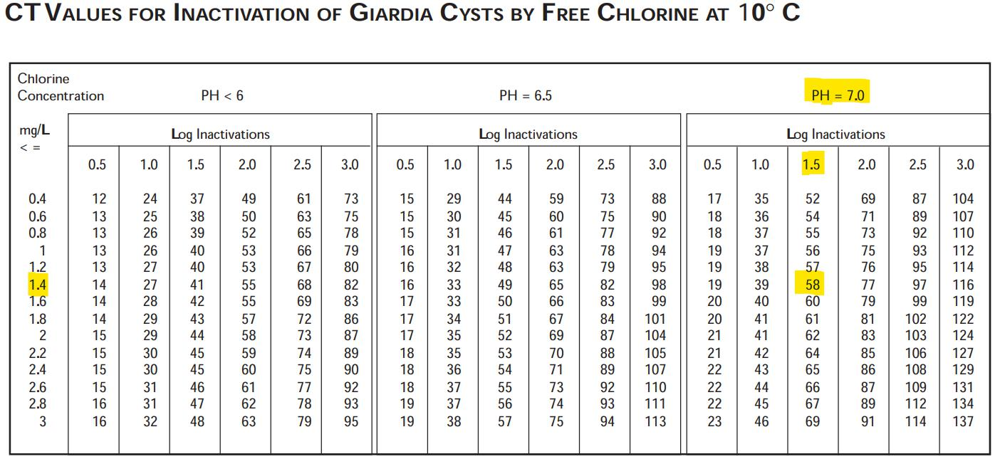 CT VALUES FOR INACTIVATION OF GIARDIA CYSTS BY FREE CHLORINE AT 10° C
Chlorine
Concentration PH < 6 PH = 6.5 PH = 7.0
mg/L Log Inactivations Log Inactivations Log Inactivations
< =
0.5 1.0 1.5 2.0 2.5 3.0 0.5 1.0 1.5 2.0 2.5 3.0 0.5 1.0 1.5 2.0 2.5 3.0
0.4 12 24 37 49 61 73 15 29 44 59 73 88 17 35 52 69 87 104
0.6 13 25 38 50 63 75 15 30 45 60 75 90 18 36 54 71 89 107
0.8 13 26 39 52 65 78 15 31 46 61 77 92 18 37 55 73 92 110
1 13 26 40 53 66 79 16 31 47 63 78 94 19 37 56 75 93 112
1.2 13 27 40 53 67 80 16 32 48 63 79 95 19 38 57 76 95 114
1.4 14 27 41 55 68 82 16 33 49 65 82 98 19 39 58 77 97 116
1.6 14 28 42 55 69 83 17 33 50 66 83 99 20 40 60 79 99 119
1.8 14 29 43 57 72 86 17 34 51 67 84 101 20 41 61 81 102 122
2 15 29 44 58 73 87 17 35 52 69 87 104 21 41 62 83 103 124
2.2 15 30 45 59 74 89 18 35 53 70 88 105 21 42 64 85 106 127
2.4 15 30 45 60 75 90 18 36 54 71 89 107 22 43 65 86 108 129
2.6 15 31 46 61 77 92 18 37 55 73 92 110 22 44 66 87 109 131
2.8 16 31 47 62 78 93 19 37 56 74 93 111 22 45 67 89 112 134
3 16 32 48 63 79 95 19 38 57 75 94 113 23 46 69 91 114 137